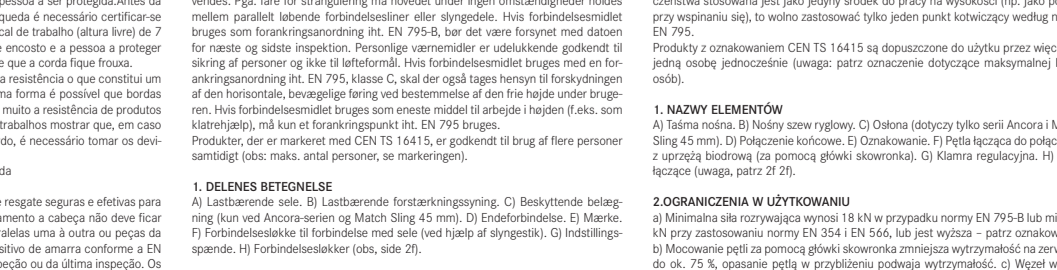 pessoa a ser protegida.Antes da
queda é necessário certificar-se
cal de trabalho (altura livre) de 7
encosto e a pessoa a proteger
e que a corda fique frouxa.
a resistência o que constitui um
ma forma é possível que bordas
muito a resistência de produtos
trabalhos mostrar que, em caso
rdo, é necessário tomar os devi-
da
resgate seguras e efetivas para
amento a cabeça não deve ficar
ralelas uma à outra ou peças da
sitivo de amarra conforme a EN
peção ou da última inspeção. Os
vendes. Pga. fare for strangulering må hovedet under ingen omstændigheder holdes
mellem parallelt løbende forbindelsesliner eller slyngedele. Hvis forbindelsesmidlet
bruges som forankringsanordning iht. EN 795-B, bør det være forsynet med datoen
for næste og sidste inspektion. Personlige værnemidler er udelukkende godkendt til
sikring af personer og ikke til løfteformål. Hvis forbindelsesmidlet bruges med en for-
ankringsanordning iht. EN 795, klasse C, skal der også tages hensyn til forskydningen
af den horisontale, bevægelige føring ved bestemmelse af den frie højde under bruge-
ren. Hvis forbindelsesmidlet bruges som eneste middel til arbejde i højden (f.eks. som
klatrehjælp), må kun et forankringspunkt iht. EN 795 bruges.
Produkter, der er markeret med CEN TS 16415, er godkendt til brug af flere personer
samtidigt (obs: maks. antal personer, se markeringen).
1. DELENES BETEGNELSE
A) Lastbærende sele. B) Lastbærende forstærkningssyning. C) Beskyttende belæg-
ning (kun ved Ancora-serien og Match Sling 45 mm). D) Endeforbindelse. E) Mærke.
F) Forbindelsesløkke til forbindelse med sele (ved hjælp af slyngestik). G) Indstillings-
spænde. H) Forbindelsesløkker (obs, side 2f).
czeństwa stosowana jest jako jedyny środek do pracy na wysokości (np. jako po
przy wspinaniu się), to wolno zastosować tylko jeden punkt kotwiczący według n
EN 795.
Produkty z oznakowaniem CEN TS 16415 są dopuszczone do użytku przez więc
jedną osobę jednocześnie (uwaga: patrz oznaczenie dotyczące maksymalnej l
osób).
1. NAZWY ELEMENTÓW
A) Taśma nośna. B) Nośny szew ryglowy. C) Osłona (dotyczy tylko serii Ancora i M
Sling 45 mm). D) Połączenie końcowe. E) Oznakowanie. F) Pętla łącząca do połąc
z uprzężą biodrową (za pomocą główki skowronka). G) Klamra regulacyjna. H)
łączące (uwaga, patrz 2f 2f).
2.OGRANICZENIA W UŻYTKOWANIU
a) Minimalna siła rozrywająca wynosi 18 kN w przypadku normy EN 795-B lub mi
kN przy zastosowaniu normy EN 354 i EN 566, lub jest wyższa – patrz oznakow
b) Mocowanie pętli za pomocą główki skowronka zmniejsza wytrzymałość na zerw
do ok. 75 %, opasanie pętlą w przybliżeniu podwaja wytrzymałość. c) Węzeł w